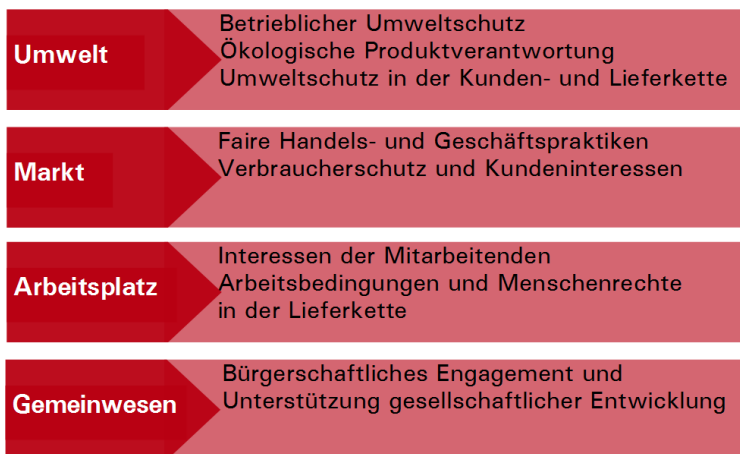 Umwelt
Betrieblicher Umweltschutz
Ökologische Produktverantwortung
Umweltschutz in der Kunden- und Lieferkette
Markt
Faire Handels- und Geschäftspraktiken
Verbraucherschutz und Kundeninteressen
Arbeitsplatz
Interessen der Mitarbeitenden
Arbeitsbedingungen und Menschenrechte
in der Lieferkette
Gemeinwesen
Bürgerschaftliches Engagement und
Unterstützung gesellschaftlicher Entwicklung